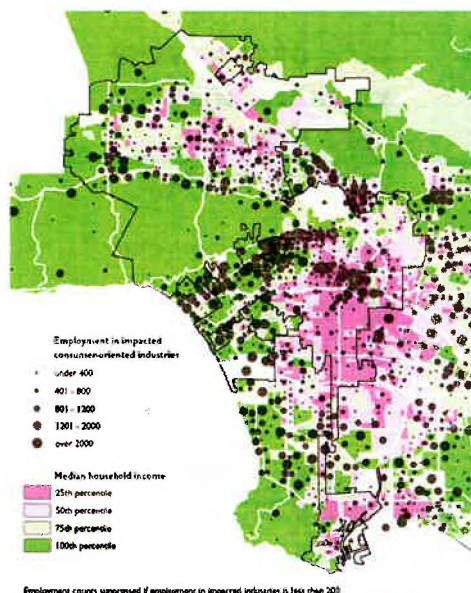 Employment in impacted
consumer-oriented industries
under 400
401 - 800
801 - 1200
1201 - 2000
over 2000
Median household income
25th percentile
50th percentile
75th percentile
100th percentile
Employment counts suppressed if employment in impacted industries is less than 200